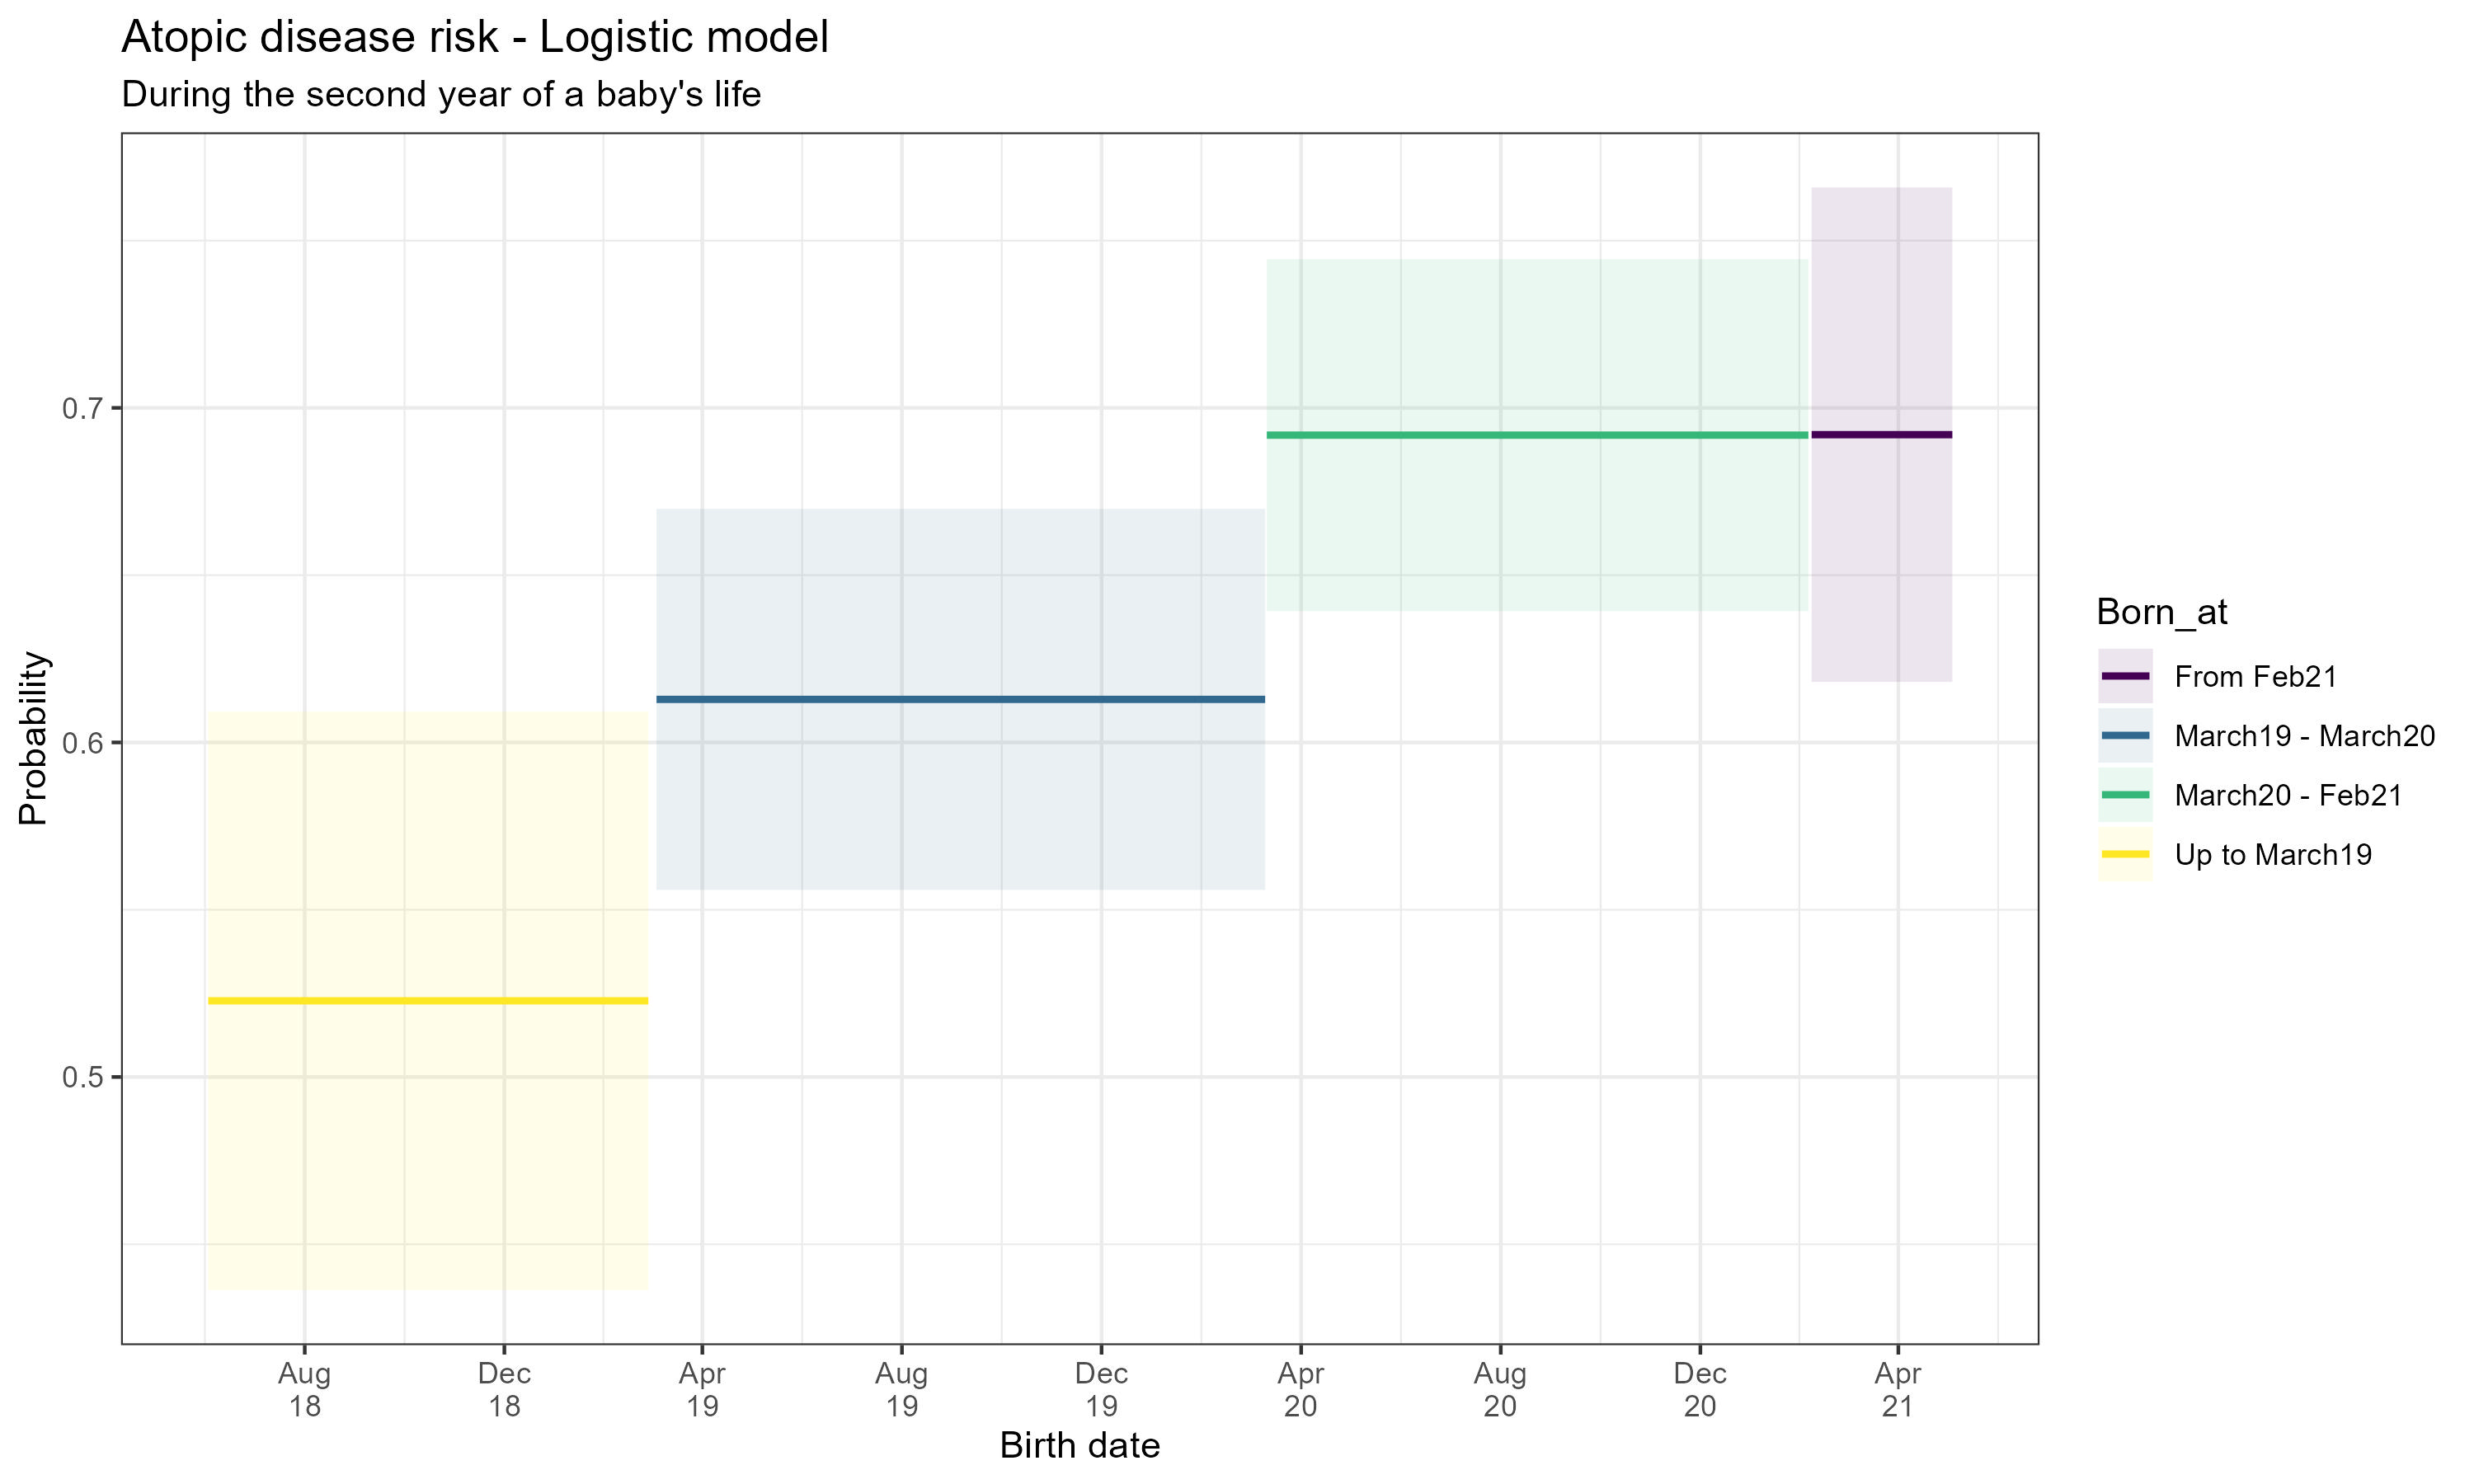 Atopic disease risk - Logistic model
During the second year of a baby's life
Probability
0.7
0.6
0.5
Aug
18
Dec
18
Apr
19
Aug
19
Dec
19
Apr
20
Aug
20
Dec
20
Apr
21
Birth date
Born_at
From Feb21
March19 - March20
March20 - Feb21
Up to March19